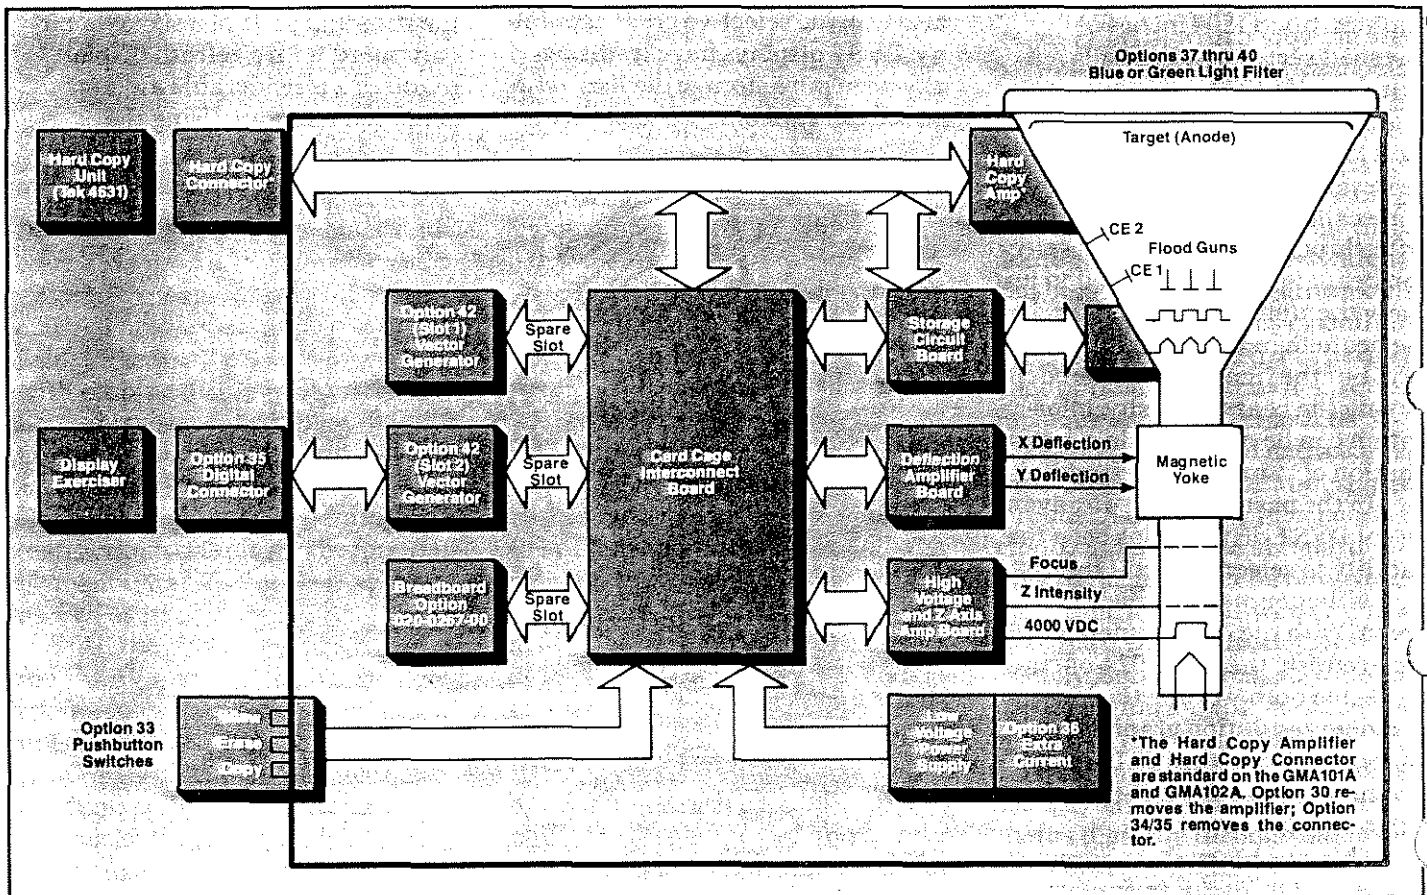 Options 37 thru 40
Blue or Green Light Filter
Target (Anode)
Hard Copy
Unit
(Tek 4631)
Hard Copy
Connector
Hard
Copy
Amp*
CE 2
CE 1
Flood Guns
Option 42
(Slot 1)
Vector
Generator
Spare
Slot
Storage
Circuit
Board
Display
Exerciser
Option 35
Digital
Connector
Option 42
(Slot 2)
Vector
Generator
Spare
Slot
Card Cage
Interconnect
Board
Deflection
Amplifier
Board
X Deflection
Y Deflection
Magnetic
Yoke
Breadboard
Option
020-0267-00
Spare
Slot
High
Voltage
and Z-Axis
Amp Board
Focus
Z Intensity
4000 VDC
Option 33
Pushbutton
Switches
Erase
Copy
Low
Voltage
Power
Supply
Option 36
Extra
Current
*The Hard Copy Amplifier
and Hard Copy Connector
are standard on the GMA101A
and GMA102A. Option 30 re-
moves the amplifier; Option
34/35 removes the connec-
tor.